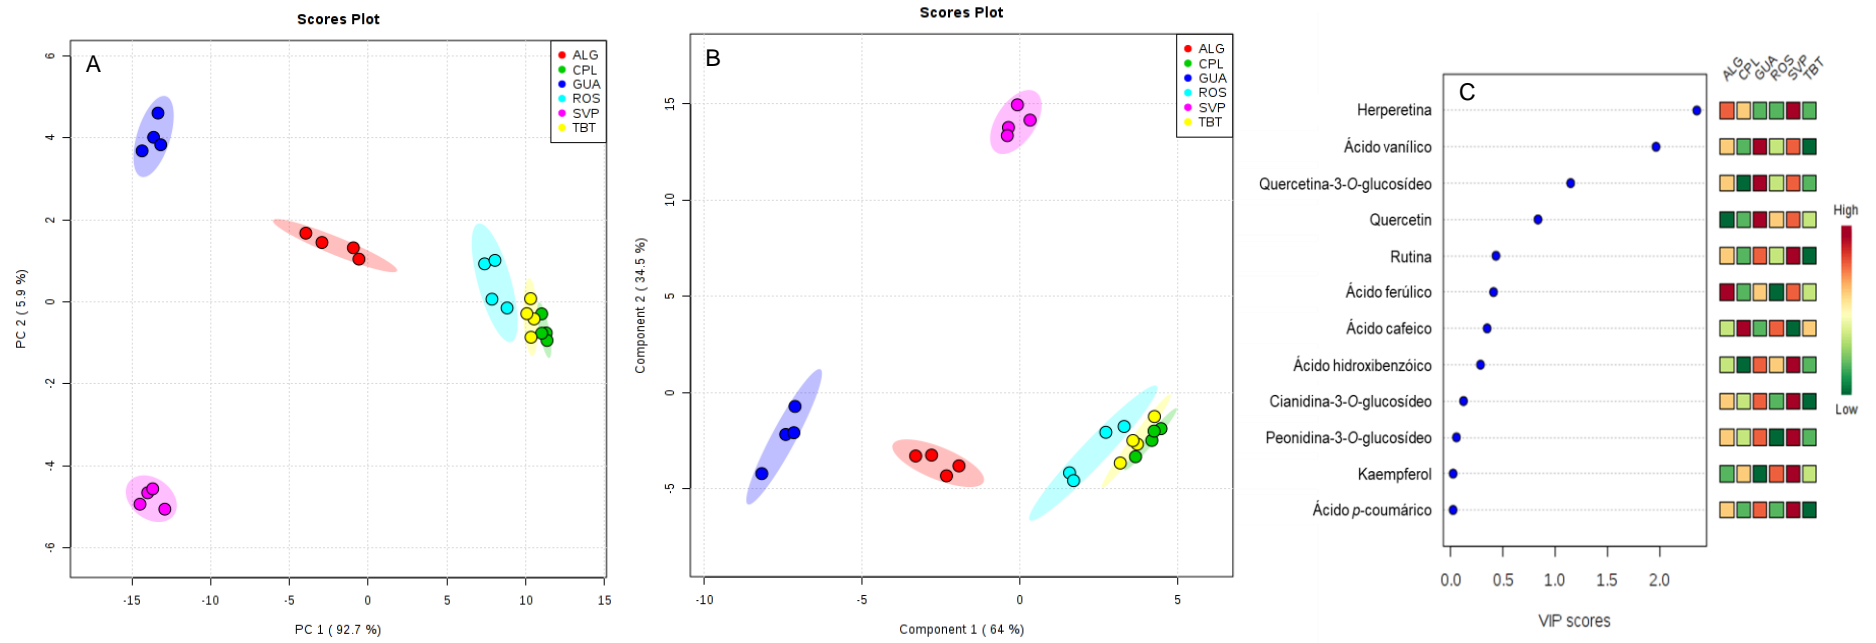 Scores Plot
A
ALG
CPL
GUA
ROS
SVP
TBT
6
4
2
0
-2
-4
-6
PC 2 ( 5.9 %)
-15 -10 -5 0 5 10 15
PC 1 ( 92.7 %)
Scores Plot
B
ALG
CPL
GUA
ROS
SVP
TBT
15
10
5
0
-5
Component 2 ( 34.5 %)
-10 -5 0 5
Component 1 ( 64 %)
C
ALG CPL GUA ROS SVP TBT
Herperetina
Ácido vanílico
Quercetina-3-O-glucosídeo
Quercetin
Rutina
Ácido ferúlico
Ácido cafeico
Ácido hidroxibenzóico
Cianidina-3-O-glucosídeo
Peonidina-3-O-glucosídeo
Kaempferol
Ácido p-coumárico
0.0 0.5 1.0 1.5 2.0
VIP scores
High
Low